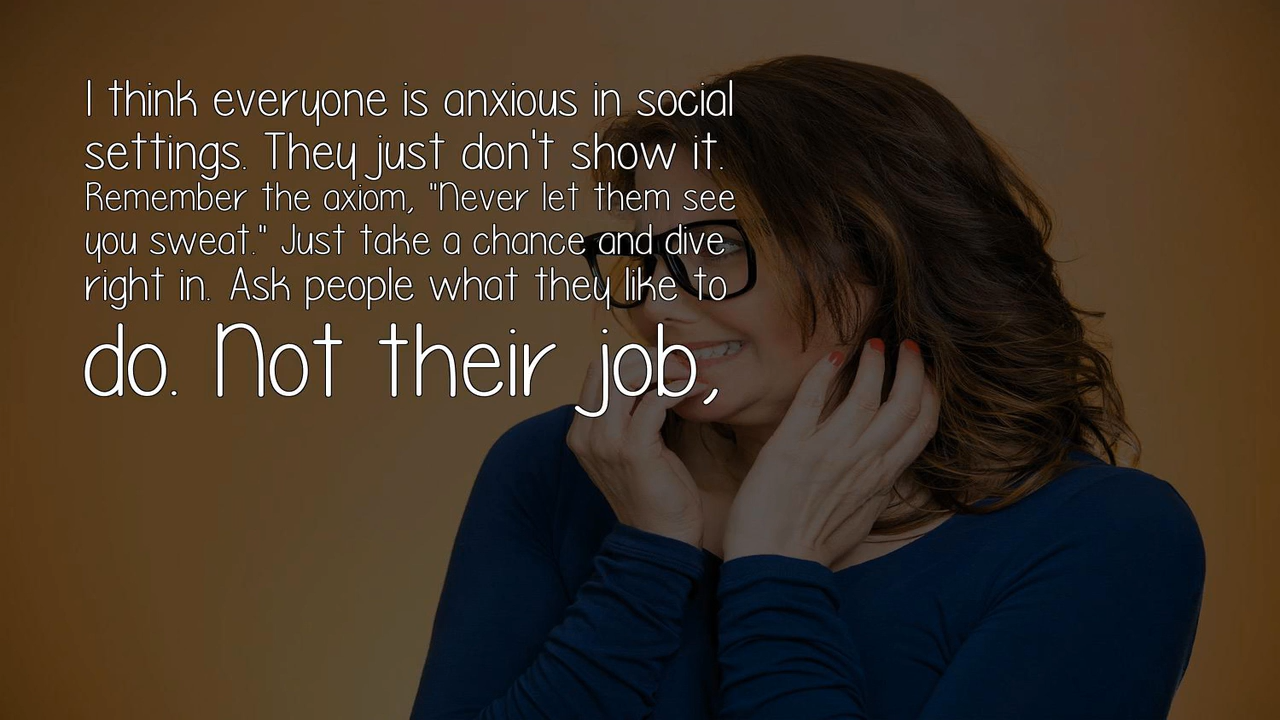 I think everyone is anxious in social
settings. They just don't show it.
Remember the axiom, "Never let them see
you sweat." Just take a chance and dive
right in. Ask people what they like to
do. Not their job,